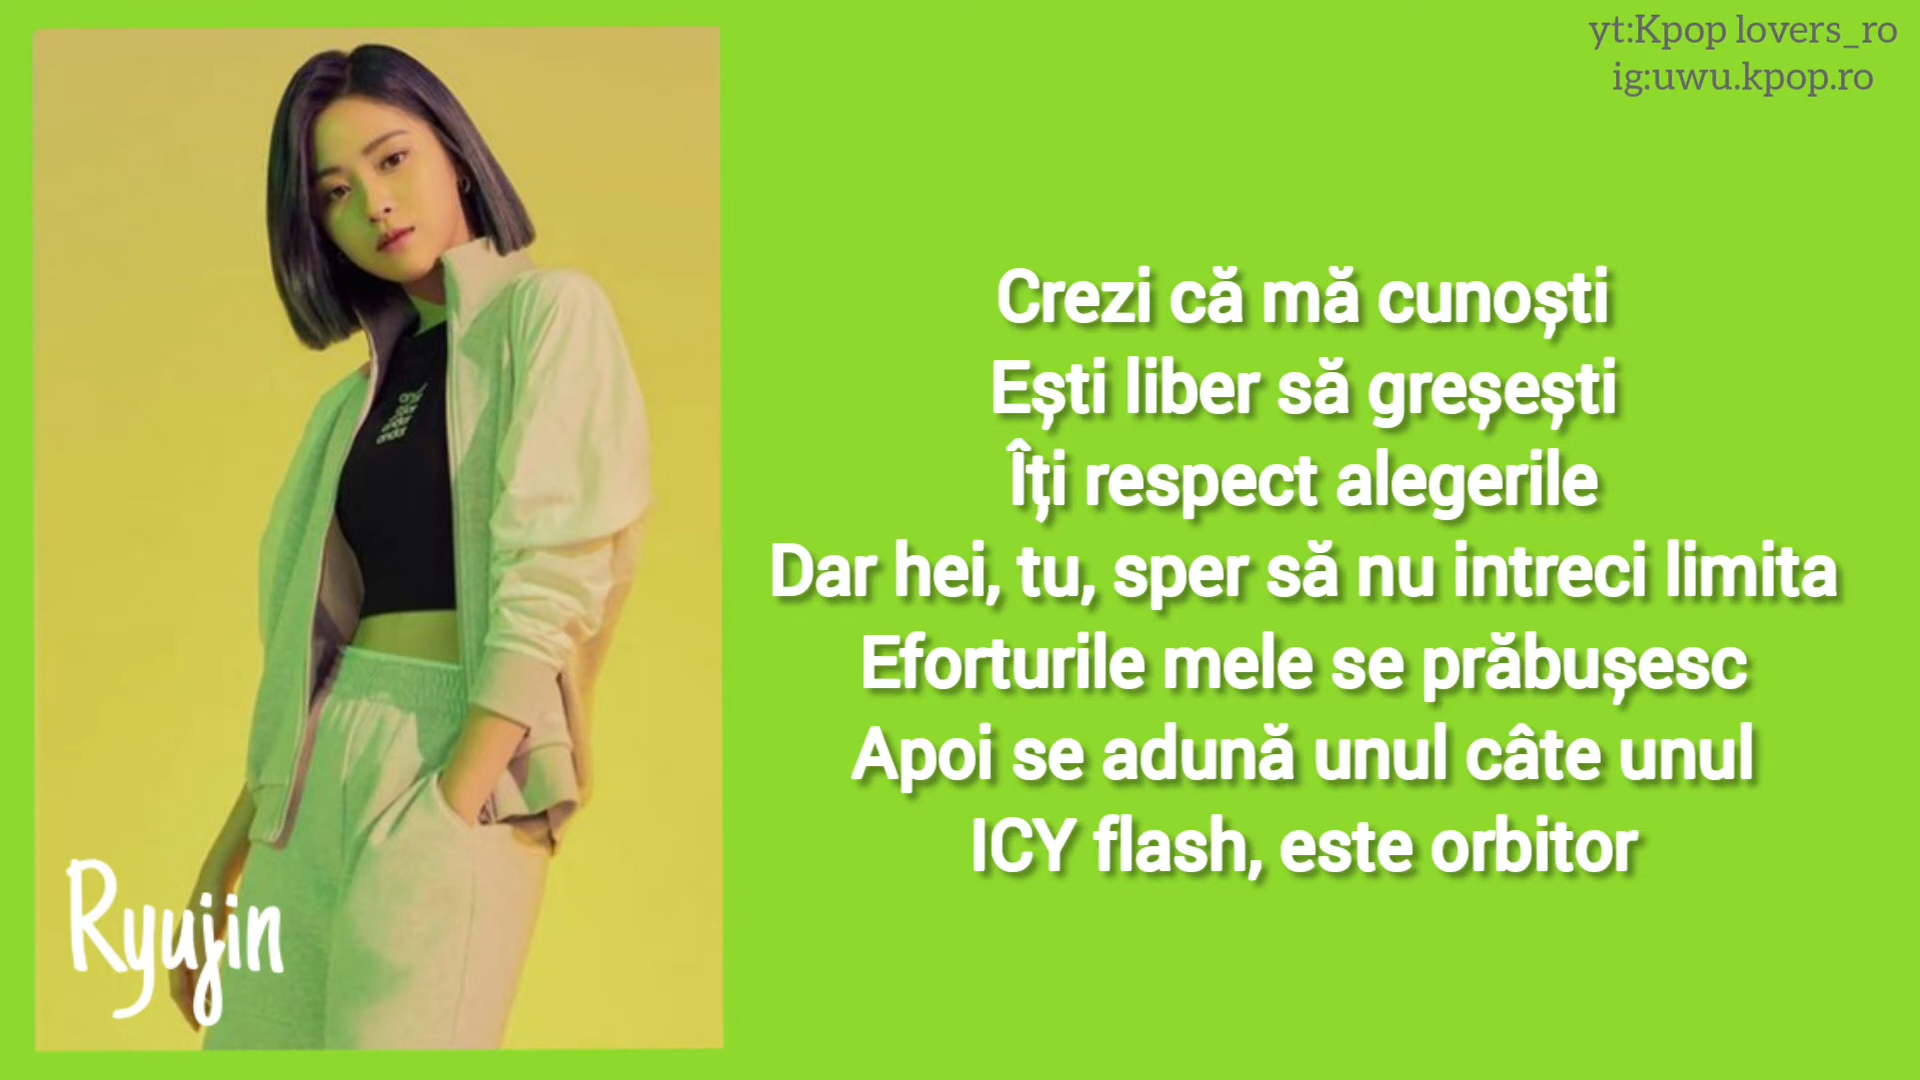 yt:Kpop lovers_ro
ig:uwu.kpop.ro
Crezi că mă cunoști
Ești liber să greșești
Îți respect alegerile
Dar hei, tu, sper să nu intreci limita
Eforturile mele se prăbușesc
Apoi se adună unul câte unul
ICY flash, este orbitor
Ryujin